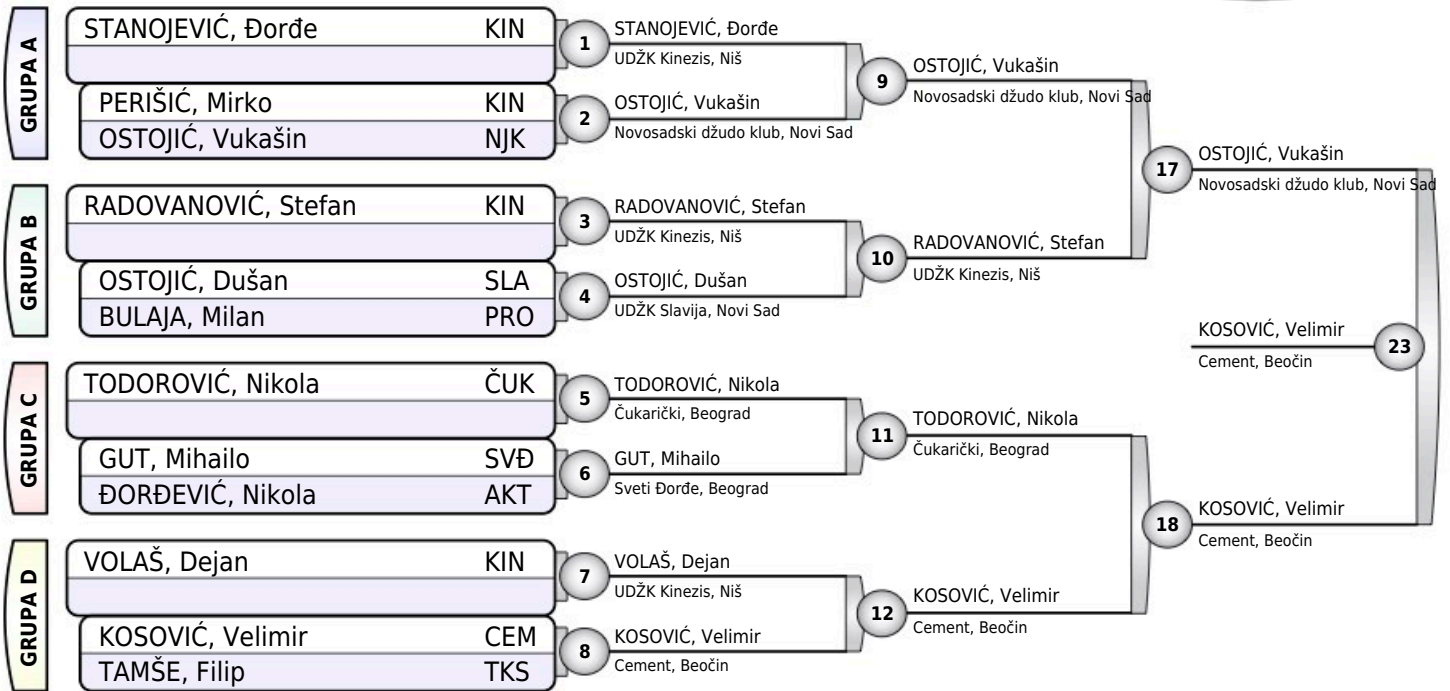 GRUPA A
STANOJEVIĆ, Đorđe KIN
PERIŠIĆ, Mirko KIN
OSTOJIĆ, Vukašin NJK
GRUPA B
RADOVANOVIĆ, Stefan KIN
OSTOJIĆ, Dušan SLA
BULAJA, Milan PRO
GRUPA C
TODOROVIĆ, Nikola ČUK
GUT, Mihailo SVĐ
ĐORĐEVIĆ, Nikola AKT
GRUPA D
VOLAŠ, Dejan KIN
KOSOVIĆ, Velimir CEM
TAMŠE, Filip TKS
1
STANOJEVIĆ, Đorđe
UDŽK Kinezis, Niš
2
OSTOJIĆ, Vukašin
Novosadski džudo klub, Novi Sad
3
RADOVANOVIĆ, Stefan
UDŽK Kinezis, Niš
4
OSTOJIĆ, Dušan
UDŽK Slavija, Novi Sad
5
TODOROVIĆ, Nikola
Čukarički, Beograd
6
GUT, Mihailo
Sveti Đorđe, Beograd
7
VOLAŠ, Dejan
UDŽK Kinezis, Niš
8
KOSOVIĆ, Velimir
Cement, Beočin
9
OSTOJIĆ, Vukašin
Novosadski džudo klub, Novi Sad
10
RADOVANOVIĆ, Stefan
UDŽK Kinezis, Niš
11
TODOROVIĆ, Nikola
Čukarički, Beograd
12
KOSOVIĆ, Velimir
Cement, Beočin
17
OSTOJIĆ, Vukašin
Novosadski džudo klub, Novi Sad
18
KOSOVIĆ, Velimir
Cement, Beočin
KOSOVIĆ, Velimir
Cement, Beočin
23